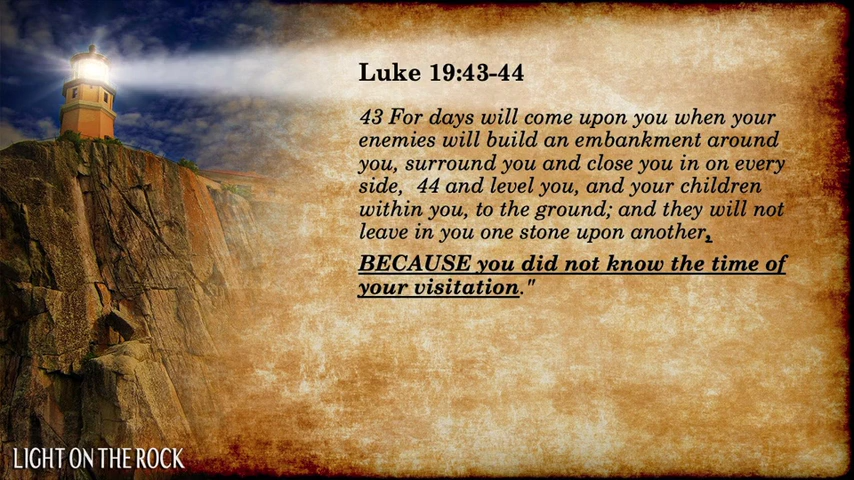 Luke 19:43-44
43 For days will come upon you when your
enemies will build an embankment around
you, surround you and close you in on every
side,  44 and level you, and your children
within you, to the ground; and they will not
leave in you one stone upon another,
BECAUSE you did not know the time of
your visitation."
LIGHT ON THE ROCK